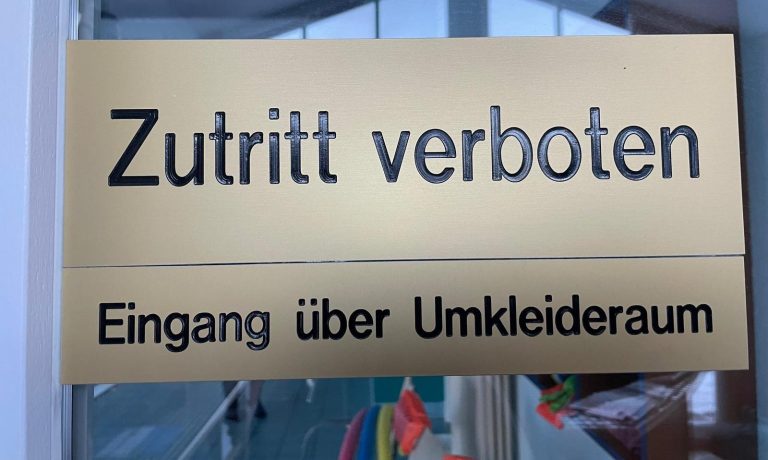 Zutritt verboten
Eingang über Umkleideraum